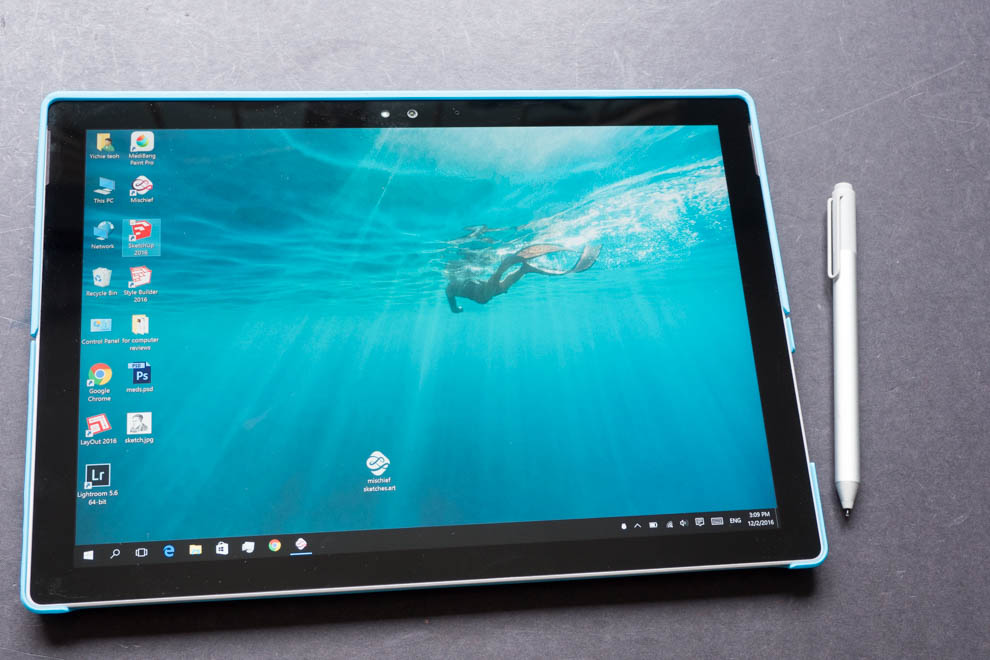 Yichie teoh
MediBang
Paint Pro
This PC
Mischief
Network
SketchUp
2016
Recycle Bin
Style Builder
2016
Control Panel
for computer
reviews
Google
Chrome
PSD
Ps
meds.psd
LayOut 2016
sketch.jpg
Lr
Lightroom 5.6
64-bit
mischief
sketches.art
ENG
3:09 PM
12/2/2016